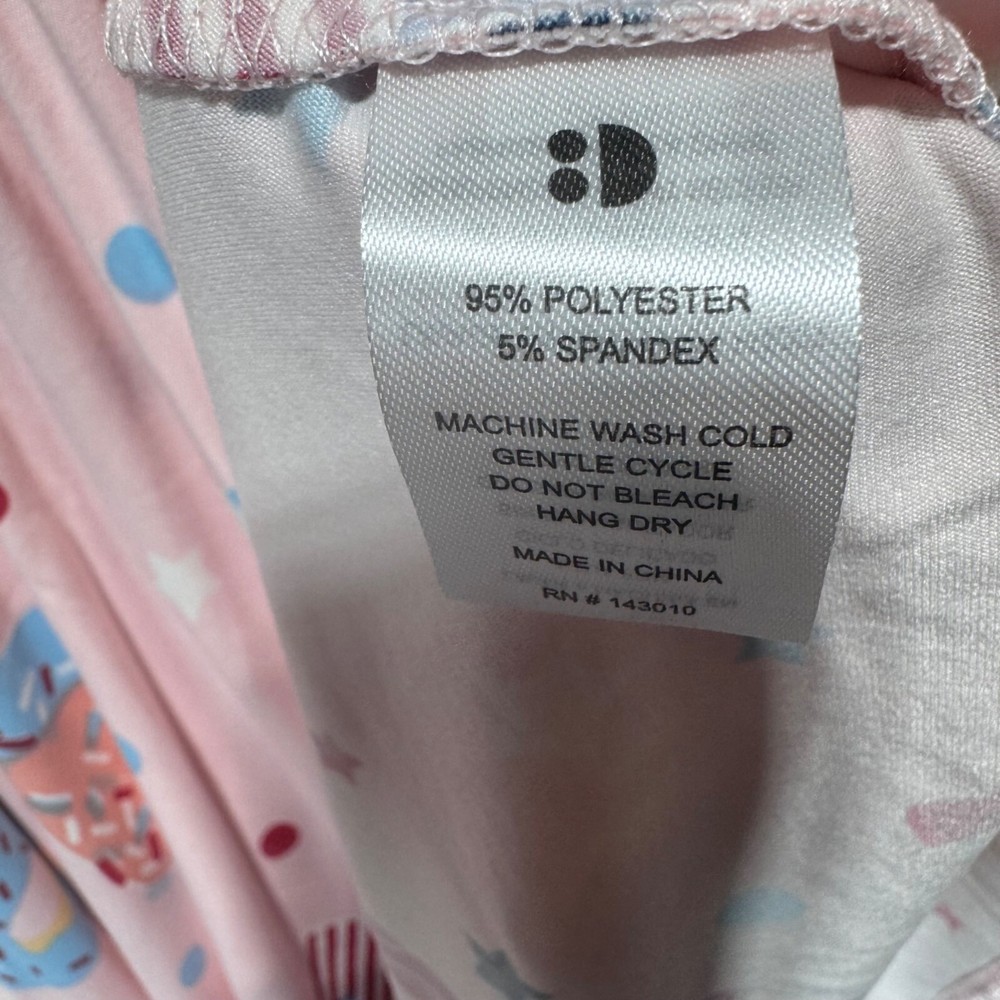 :D
95% POLYESTER
5% SPANDEX
MACHINE WASH COLD
GENTLE CYCLE
DO NOT BLEACH
HANG DRY
MADE IN CHINA
RN # 143010